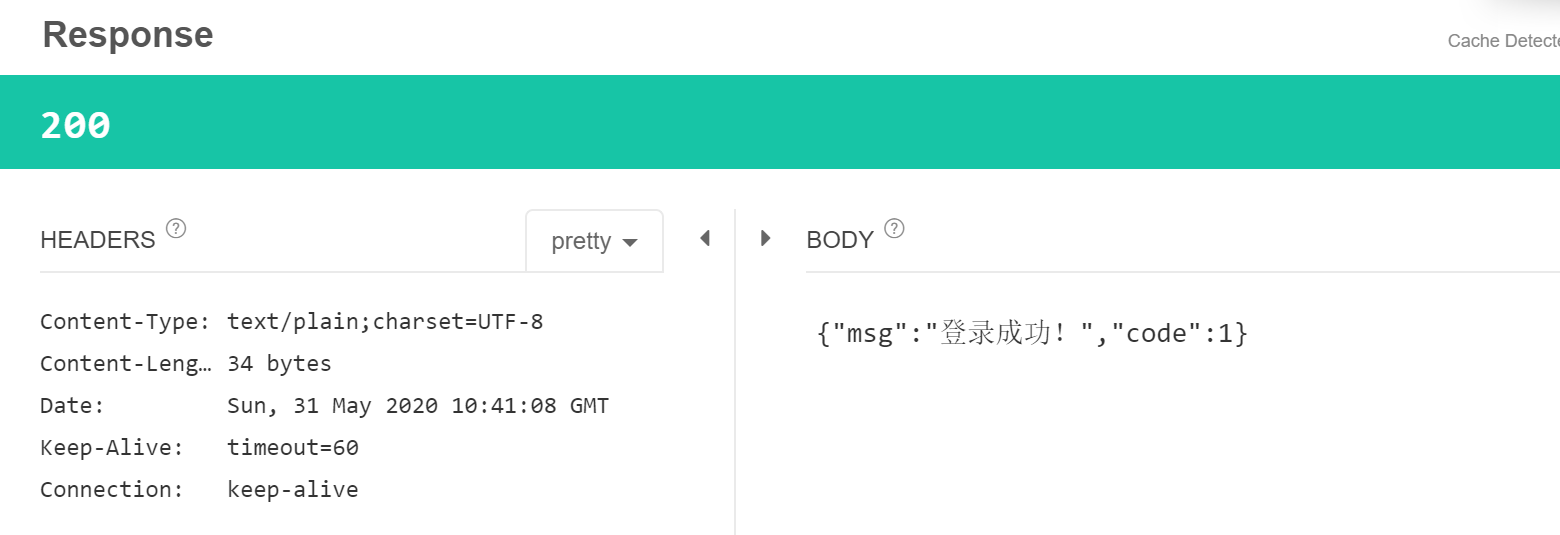 Response
Cache Detecte
200
HEADERS ?
pretty
Content-Type: text/plain;charset=UTF-8
Content-Leng… 34 bytes
Date: Sun, 31 May 2020 10:41:08 GMT
Keep-Alive: timeout=60
Connection: keep-alive
BODY ?
{"msg":"登录成功！","code":1}